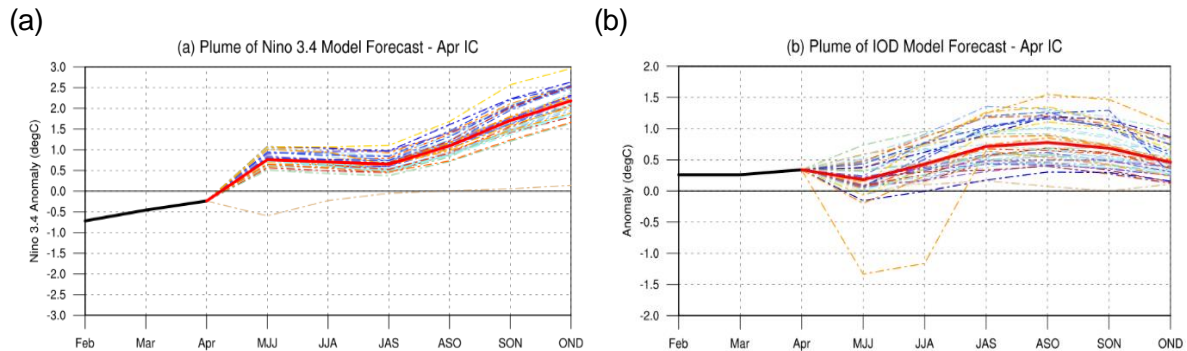 (a)
(b)
(a) Plume of Nino 3.4 Model Forecast - Apr IC
Nino 3.4 Anomaly (degC)
3.0
2.5
2.0
1.5
1.0
0.5
0.0
-0.5
-1.0
-1.5
-2.0
-2.5
-3.0
Feb Mar Apr MJJ JJA JAS ASO SON OND
(b) Plume of IOD Model Forecast - Apr IC
Anomaly (degC)
2.0
1.5
1.0
0.5
0.0
-0.5
-1.0
-1.5
-2.0
Feb Mar Apr MJJ JJA JAS ASO SON OND